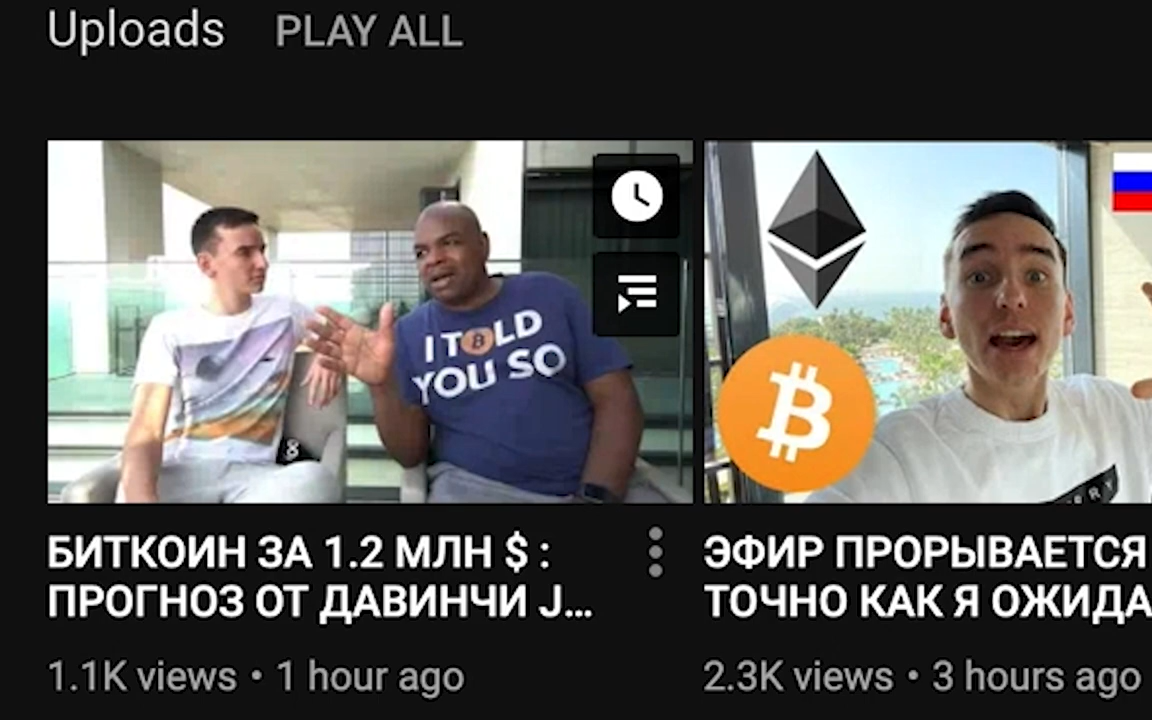 Uploads PLAY ALL
I TOLD
YOU SO
БИТКОИН ЗА 1.2 МЛН $ :
ПРОГНОЗ ОТ ДАВИНЧИ J...
1.1K views • 1 hour ago
ЭФИР ПРОРЫВАЕТСЯ
ТОЧНО КАК Я ОЖИДА
2.3K views • 3 hours ago